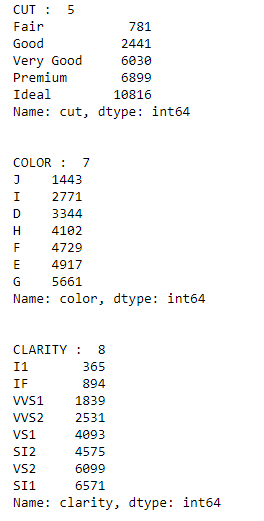 CUT :  5
Fair           781
Good          2441
Very Good     6030
Premium       6899
Ideal        10816
Name: cut, dtype: int64
COLOR :  7
J    1443
I    2771
D    3344
H    4102
F    4729
E    4917
G    5661
Name: color, dtype: int64
CLARITY :  8
I1       365
IF       894
VVS1    1839
VVS2    2531
VS1     4093
SI2     4575
VS2     6099
SI1     6571
Name: clarity, dtype: int64